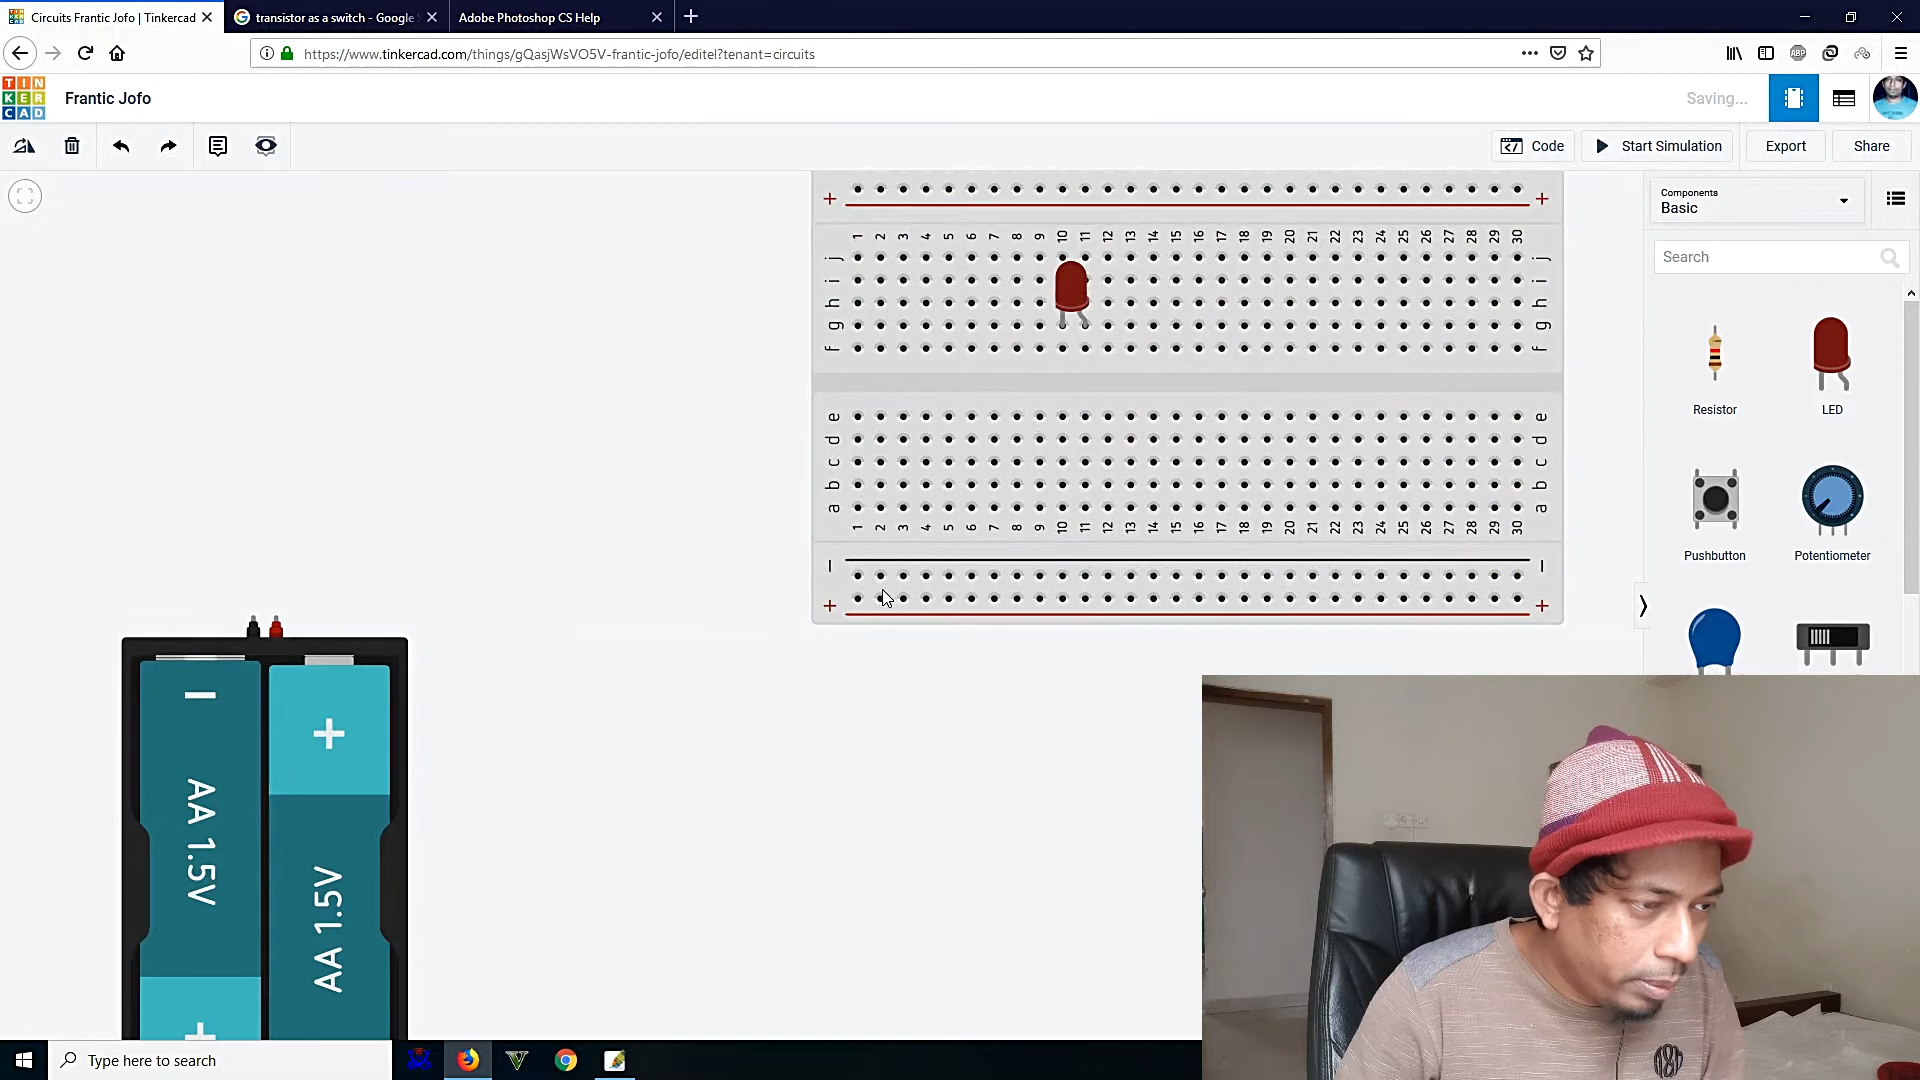 Circuits Frantic Jofo | Tinkercad
transistor as a switch - Google
Adobe Photoshop CS Help
https://www.tinkercad.com/things/gQasjWsVO5V-frantic-jofo/editel?tenant=circuits
ABP
TIN
KER
CAD
Frantic Jofo
Saving...
Code
Start Simulation
Export
Share
Components
Basic
Search
Resistor
LED
Pushbutton
Potentiometer
+ +
1 2 3 4 5 6 7 8 9 10 11 12 13 14 15 16 17 18 19 20 21 22 23 24 25 26 27 28 29 30
j j
i i
h h
g g
f f
e e
d d
c c
b b
a a
1 2 3 4 5 6 7 8 9 10 11 12 13 14 15 16 17 18 19 20 21 22 23 24 25 26 27 28 29 30
- -
+ +
- +
AA 1.5V
AA 1.5V
+
Type here to search